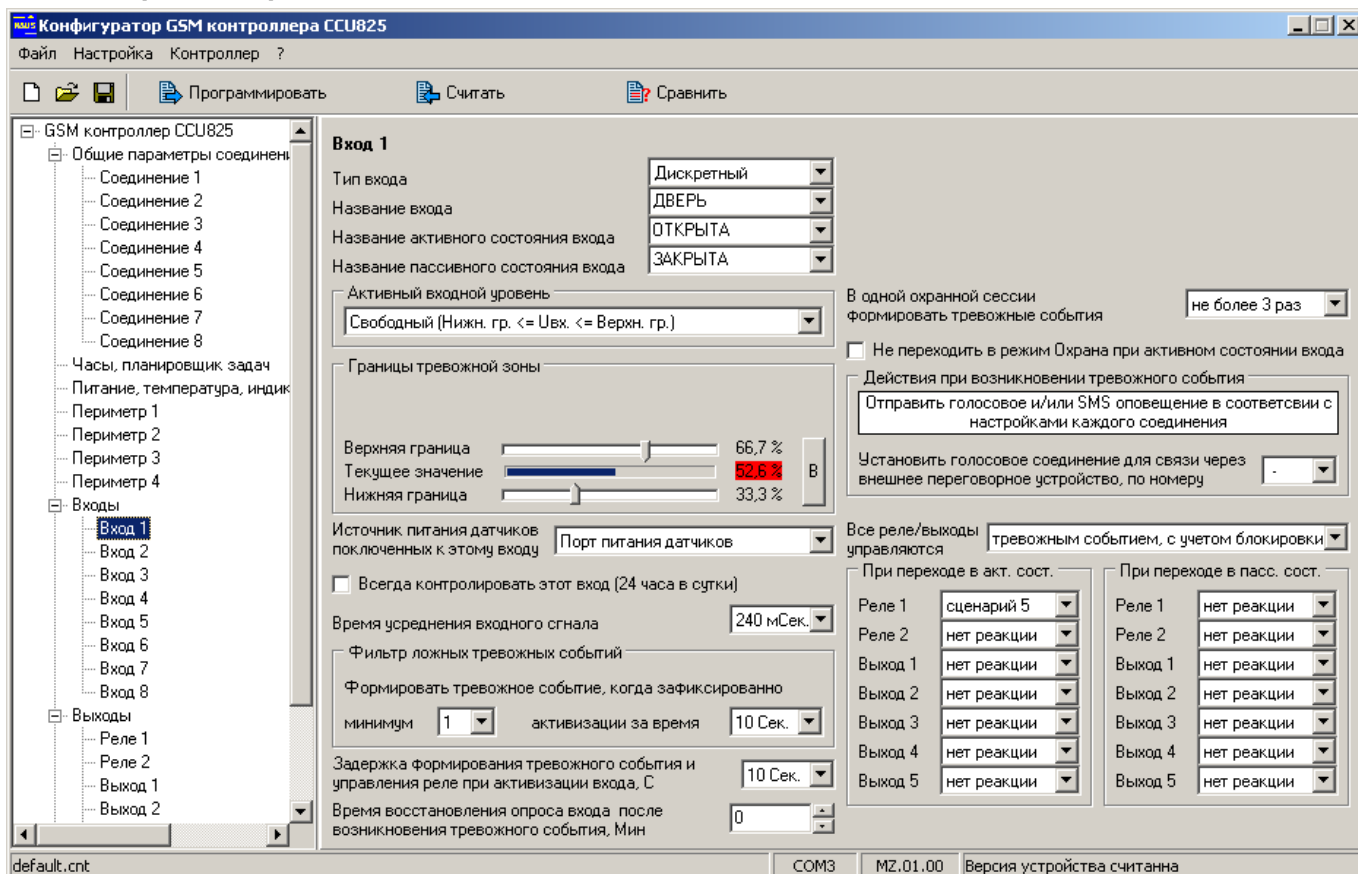 Конфигуратор GSM контроллера CCU825
Файл Настройка Контроллер ?
Программировать Считать Сравнить
GSM контроллер CCU825
Общие параметры соединени
Соединение 1
Соединение 2
Соединение 3
Соединение 4
Соединение 5
Соединение 6
Соединение 7
Соединение 8
Часы, планировщик задач
Питание, температура, индик
Периметр 1
Периметр 2
Периметр 3
Периметр 4
Входы
Вход 1
Вход 2
Вход 3
Вход 4
Вход 5
Вход 6
Вход 7
Вход 8
Выходы
Реле 1
Реле 2
Выход 1
Выход 2
Вход 1
Тип входа Дискретный
Название входа ДВЕРЬ
Название активного состояния входа ОТКРЫТА
Название пассивного состояния входа ЗАКРЫТА
Активный входной уровень
Свободный (Нижн. гр. <= Uвх. <= Верхн. гр.)
Границы тревожной зоны
Верхняя граница 66,7 %
Текущее значение 52,6 % В
Нижняя граница 33,3 %
Источник питания датчиков
поключенных к этому входу Порт питания датчиков
Всегда контролировать этот вход (24 часа в сутки)
Время усреднения входного сгнала 240 мСек.
Фильтр ложных тревожных событий
Формировать тревожное событие, когда зафиксированно
минимум 1 активизации за время 10 Сек.
Задержка формирования тревожного события и
управления реле при активизации входа, С 10 Сек.
Время восстановления опроса входа после
возникновения тревожного события, Мин 0
В одной охранной сессии
формировать тревожные события не более 3 раз
Не переходить в режим Охрана при активном состоянии входа
Действия при возникновении тревожного события
Отправить голосовое и/или SMS оповещение в соответсвии с
настройками каждого соединения
Установить голосовое соединение для связи через
внешнее переговорное устройство, по номеру -
Все реле/выходы
управляются тревожным событием, с учетом блокировки
При переходе в акт. сост.
Реле 1 сценарий 5
Реле 2 нет реакции
Выход 1 нет реакции
Выход 2 нет реакции
Выход 3 нет реакции
Выход 4 нет реакции
Выход 5 нет реакции
При переходе в пасс. сост.
Реле 1 нет реакции
Реле 2 нет реакции
Выход 1 нет реакции
Выход 2 нет реакции
Выход 3 нет реакции
Выход 4 нет реакции
Выход 5 нет реакции
default.cnt COM3 MZ.01.00 Версия устройства считанна